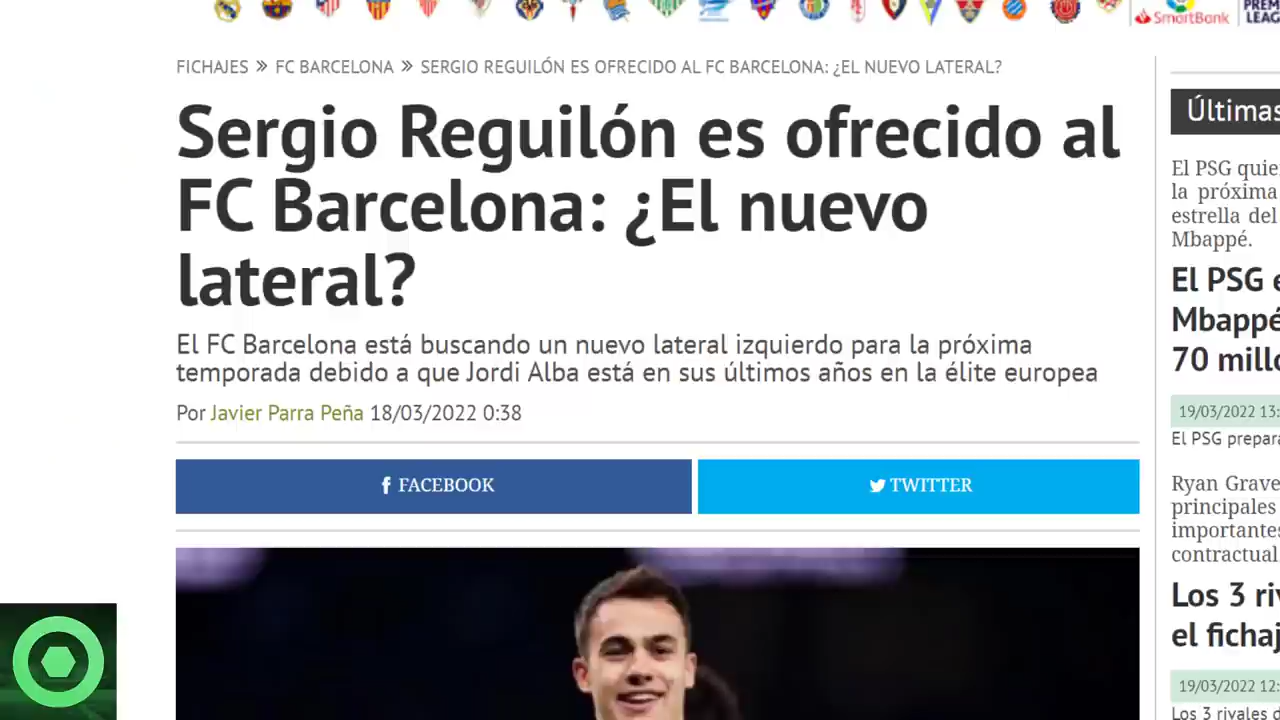 SmartBank
PREM
LEAG
FICHAJES » FC BARCELONA » SERGIO REGUILÓN ES OFRECIDO AL FC BARCELONA: ¿EL NUEVO LATERAL?
Sergio Reguilón es ofrecido al
FC Barcelona: ¿El nuevo
lateral?
El FC Barcelona está buscando un nuevo lateral izquierdo para la próxima
temporada debido a que Jordi Alba está en sus últimos años en la élite europea
Por Javier Parra Peña 18/03/2022 0:38
FACEBOOK
TWITTER
Últimas
El PSG quie
la próxima
estrella del
Mbappé.
El PSG
Mbappé
70 millo
19/03/2022 13:
El PSG prepara
Ryan Grave
principales
importantes
contractual
Los 3 riv
el fichaj
19/03/2022 12:
Los 3 rivales d